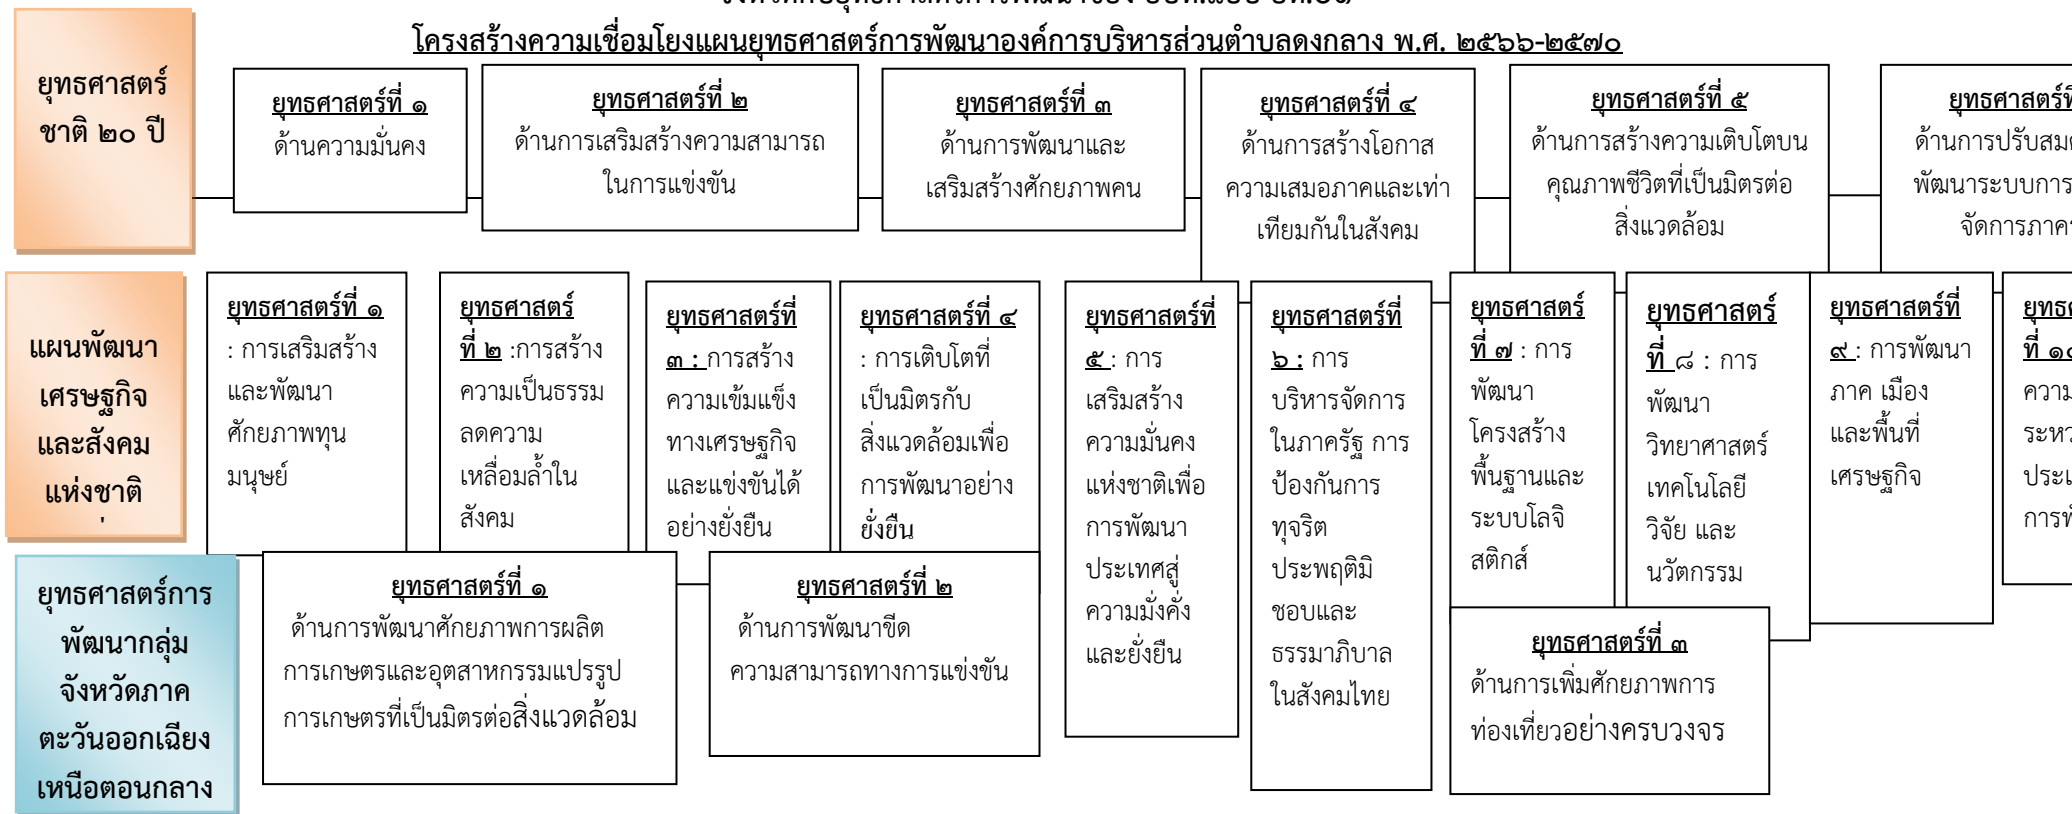 โครงสร้างความเชื่อมโยงแผนยุทธศาสตร์การพัฒนาองค์การบริหารส่วนตำบลดงกลาง พ.ศ. ๒๕๖๖-๒๕๗๐
ยุทธศาสตร์
ชาติ ๒๐ ปี
ยุทธศาสตร์ที่ ๑
ด้านความมั่นคง
ยุทธศาสตร์ที่ ๒
ด้านการเสริมสร้างความสามารถ
ในการแข่งขัน
ยุทธศาสตร์ที่ ๓
ด้านการพัฒนาและ
เสริมสร้างศักยภาพคน
ยุทธศาสตร์ที่ ๔
ด้านการสร้างโอกาส
ความเสมอภาคและเท่า
เทียมกันในสังคม
ยุทธศาสตร์ที่ ๕
ด้านการสร้างความเติบโตบน
คุณภาพชีวิตที่เป็นมิตรต่อ
สิ่งแวดล้อม
ด้านการปรับ
พัฒนาระบบการ
จัดการ
แผนพัฒนา
เศรษฐกิจ
และสังคม
แห่งชาติ
ยุทธศาสตร์ที่ ๑
: การเสริมสร้าง
และพัฒนา
ศักยภาพทุน
มนุษย์
ยุทธศาสตร์
ที่ ๒ :การสร้าง
ความเป็นธรรม
ลดความ
เหลื่อมล้ำใน
สังคม
ยุทธศาสตร์ที่
๓ : การสร้าง
ความเข้มแข็ง
ทางเศรษฐกิจ
และแข่งขันได้
อย่างยั่งยืน
ยุทธศาสตร์ที่ ๔
: การเติบโตที่
เป็นมิตรกับ
สิ่งแวดล้อมเพื่อ
การพัฒนาอย่าง
ยั่งยืน
ยุทธศาสตร์ที่
๕ : การ
เสริมสร้าง
ความมั่นคง
แห่งชาติเพื่อ
การพัฒนา
ประเทศสู่
ความมั่งคั่ง
และยั่งยืน
ยุทธศาสตร์ที่
๖ : การ
บริหารจัดการ
ในภาครัฐ การ
ป้องกันการ
ทุจริต
ประพฤติมิ
ชอบและ
ธรรมาภิบาล
ในสังคมไทย
ยุทธศาสตร์
ที่ ๗ : การ
พัฒนา
โครงสร้าง
พื้นฐานและ
ระบบโลจิ
สติกส์
ยุทธศาสตร์
ที่ ๘ : การ
พัฒนา
วิทยาศาสตร์
เทคโนโลยี
วิจัย และ
นวัตกรรม
ยุทธศาสตร์ที่
๙ : การพัฒนา
ภาค เมือง
และพื้นที่
เศรษฐกิจ
ยุทธศาสตร์การ
พัฒนากลุ่ม
จังหวัดภาค
ตะวันออกเฉียง
เหนือตอนกลาง
ยุทธศาสตร์ที่ ๑
ด้านการพัฒนาศักยภาพการผลิต
การเกษตรและอุตสาหกรรมแปรรูป
การเกษตรที่เป็นมิตรต่อสิ่งแวดล้อม
ยุทธศาสตร์ที่ ๒
ด้านการพัฒนาขีด
ความสามารถทางการแข่งขัน
ยุทธศาสตร์ที่ ๓
ด้านการเพิ่มศักยภาพการ
ท่องเที่ยวอย่างครบวงจร